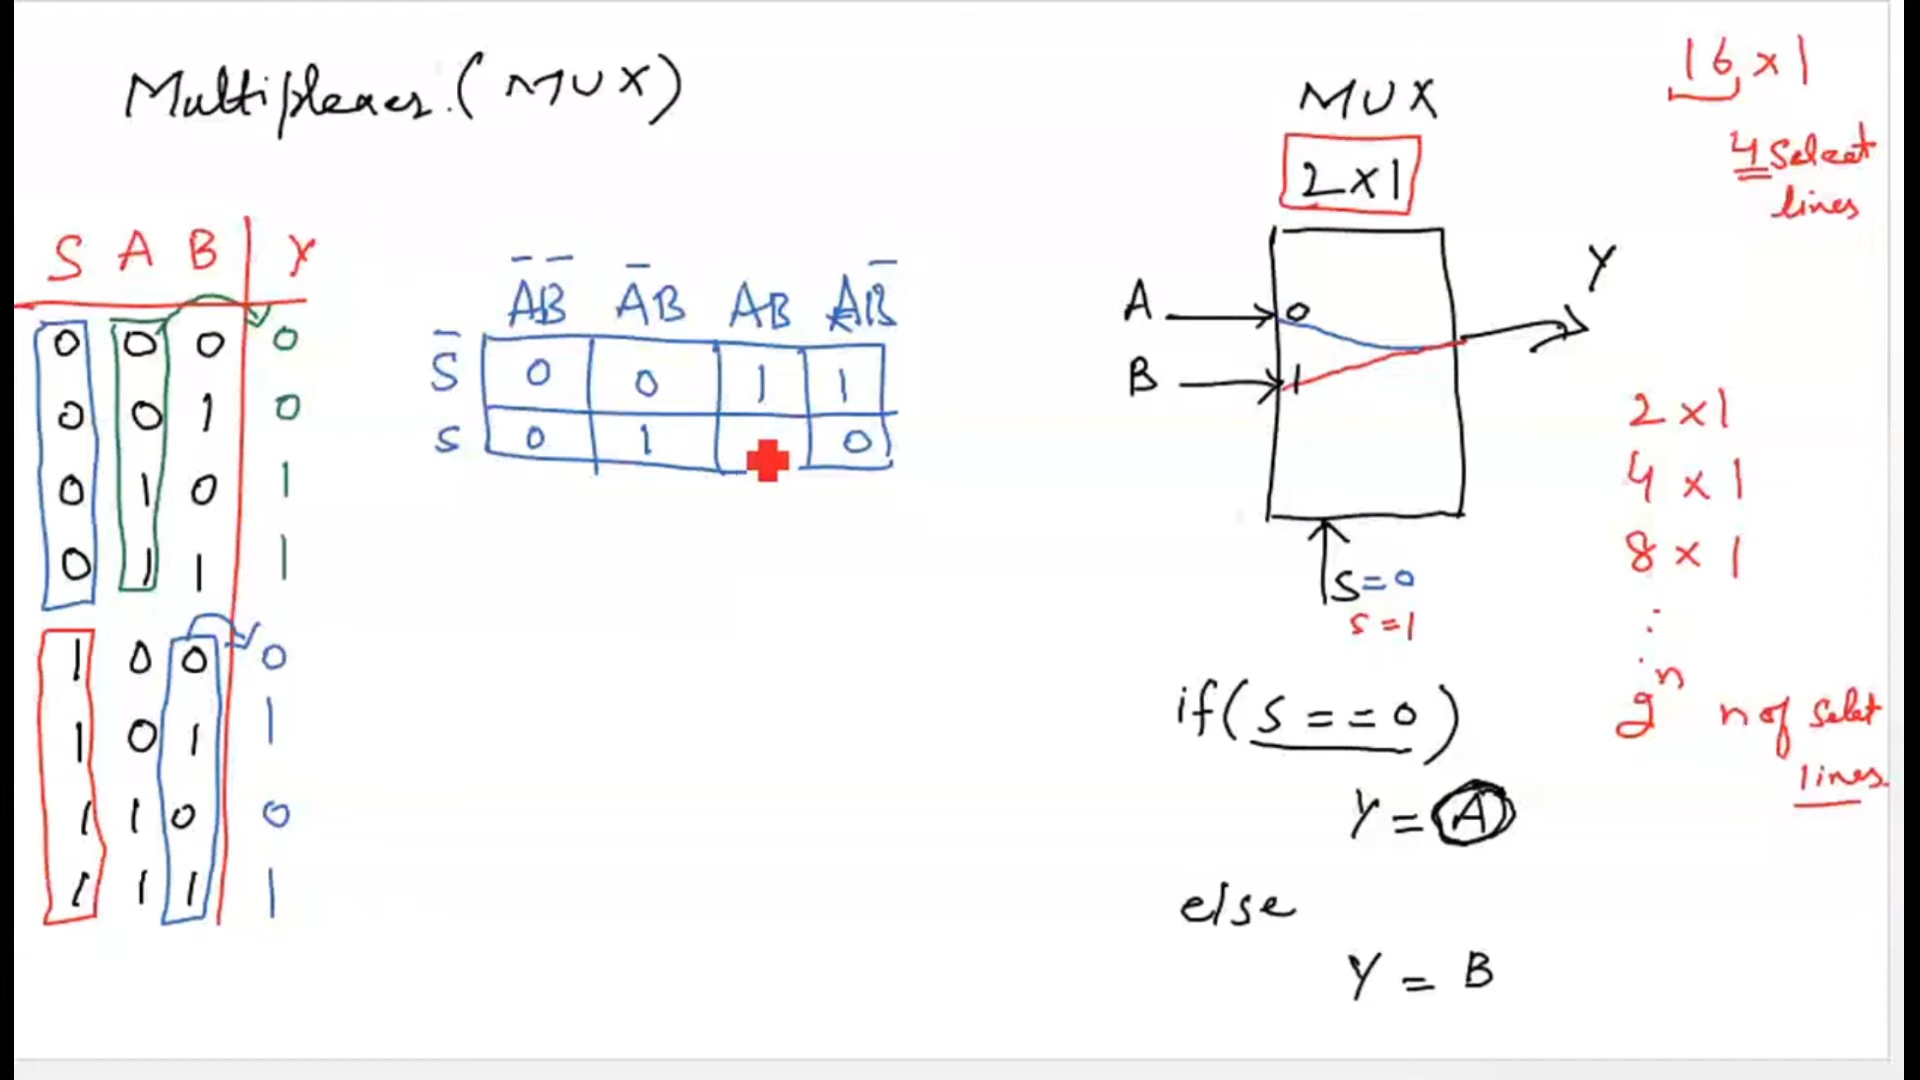 Multiplexer. (MUX)
S A B Y
0 0 0 0
0 0 1 0
0 1 0 1
0 1 1 1
1 0 0 0
1 0 1 1
1 1 0 0
1 1 1 1
A̅B̅ A̅B AB AB̅
S̅ 0 0 1 1
S 0 1 0
MUX
2x1
A 0 Y
B 1
S=0
S=1
if(S==0)
Y=A
else
Y=B
16x1
4 Select
lines
2x1
4x1
8x1
:
.
2ⁿ n of Selet
lines